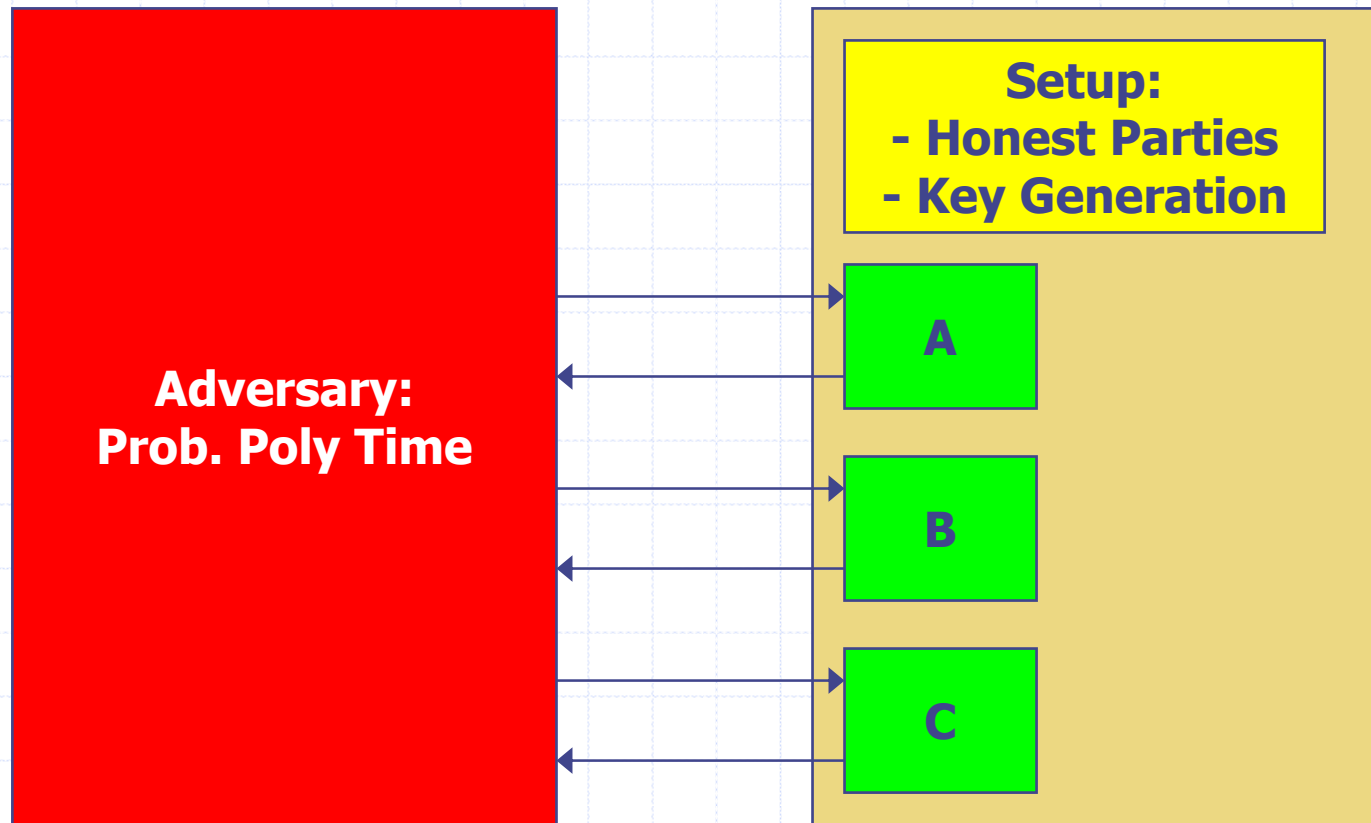 Setup:
- Honest Parties
- Key Generation
A
Adversary:
Prob. Poly Time
B
C